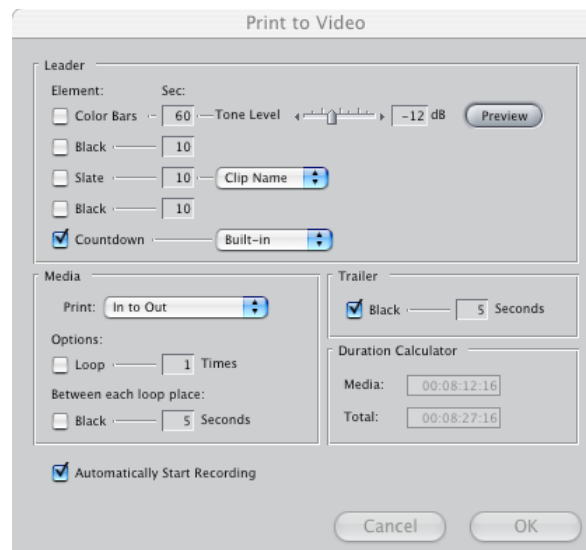 Print to Video
Leader
Element: Sec:
Color Bars 60 Tone Level -12 dB Preview
Black 10
Slate 10 Clip Name
Black 10
Countdown Built-in
Media
Print: In to Out
Options:
Loop 1 Times
Between each loop place:
Black 5 Seconds
Trailer
Black 5 Seconds
Duration Calculator
Media: 00:08:12:16
Total: 00:08:27:16
Automatically Start Recording
Cancel OK